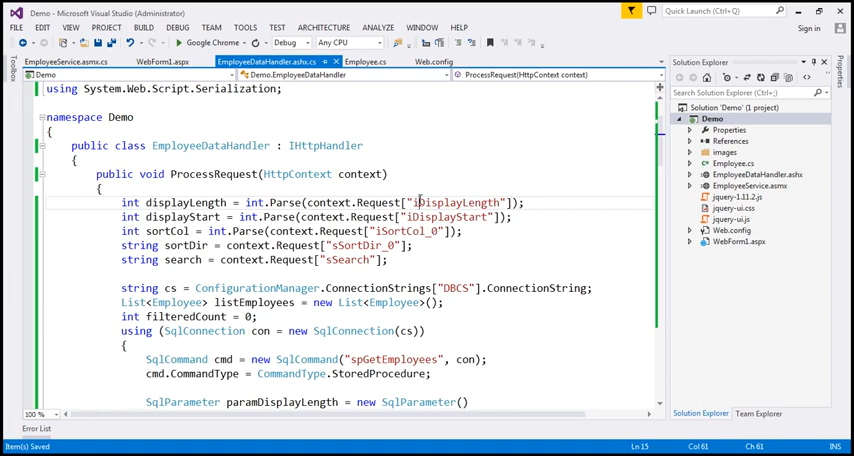 Demo - Microsoft Visual Studio (Administrator)
Quick Launch (Ctrl+Q)
FILE EDIT VIEW PROJECT BUILD DEBUG TEAM TOOLS TEST ARCHITECTURE ANALYZE WINDOW HELP
Sign in
Google Chrome Debug Any CPU
EmployeeService.asmx.cs WebForm1.aspx EmployeeDataHandler.ashx.cs Employee.cs Web.config
Demo Demo.EmployeeDataHandler ProcessRequest(HttpContext context)
using System.Web.Script.Serialization;
namespace Demo
{
public class EmployeeDataHandler : IHttpHandler
{
public void ProcessRequest(HttpContext context)
{
int displayLength = int.Parse(context.Request["iDisplayLength"]);
int displayStart = int.Parse(context.Request["iDisplayStart"]);
int sortCol = int.Parse(context.Request["iSortCol_0"]);
string sortDir = context.Request["sSortDir_0"];
string search = context.Request["sSearch"];
string cs = ConfigurationManager.ConnectionStrings["DBCS"].ConnectionString;
List<Employee> listEmployees = new List<Employee>();
int filteredCount = 0;
using (SqlConnection con = new SqlConnection(cs))
{
SqlCommand cmd = new SqlCommand("spGetEmployees", con);
cmd.CommandType = CommandType.StoredProcedure;
SqlParameter paramDisplayLength = new SqlParameter()
100 %
Error List
Toolbox
Solution Explorer
Search Solution Explorer (Ctrl+;)
Solution 'Demo' (1 project)
Demo
Properties
References
images
Employee.cs
EmployeeDataHandler.ashx
EmployeeService.asmx
jquery-1.11.2.js
jquery-ui.css
jquery-ui.js
Web.config
WebForm1.aspx
Solution Explorer Team Explorer
Properties
Item(s) Saved Ln 15 Col 61 Ch 61 INS